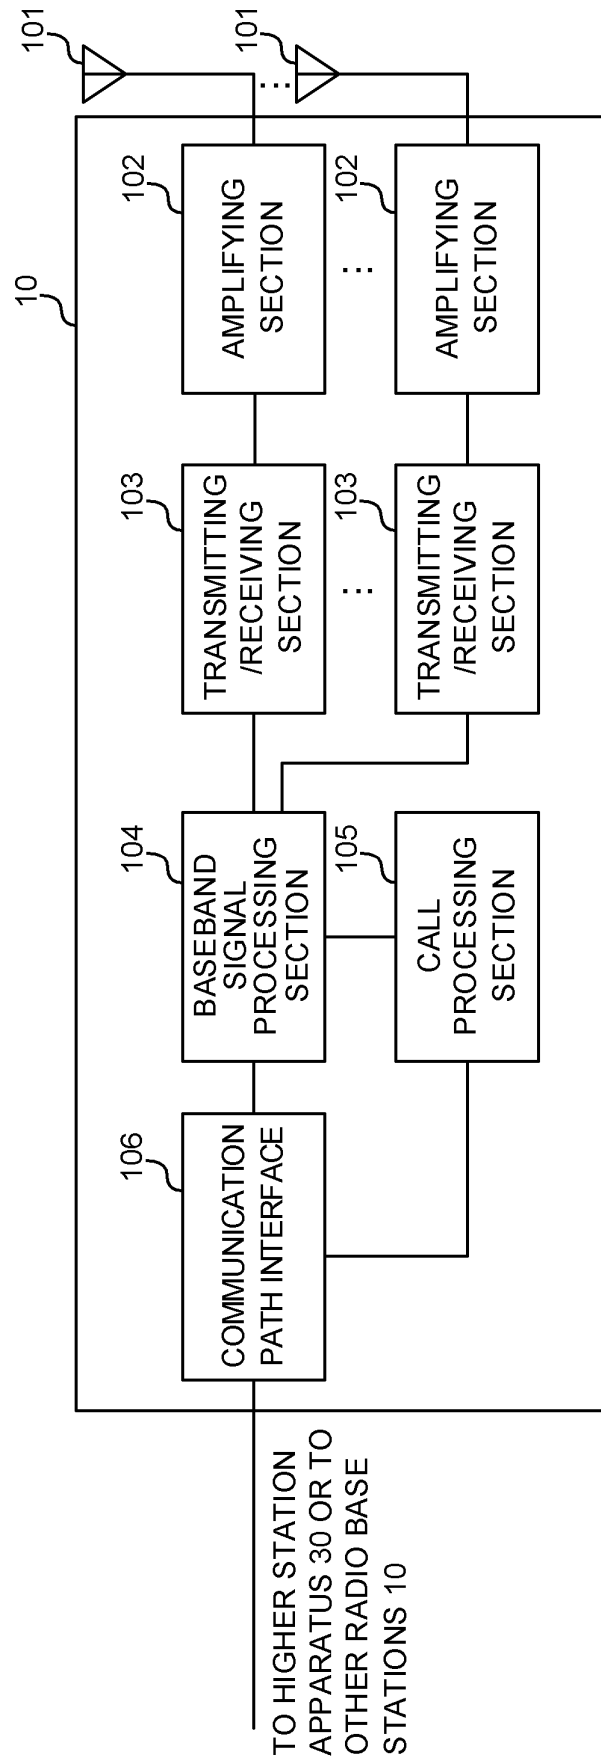 10
101
101
...
106
COMMUNICATION
PATH INTERFACE
104
BASEBAND
SIGNAL
PROCESSING
SECTION
103
TRANSMITTING
/RECEIVING
SECTION
102
AMPLIFYING
SECTION
...
...
105
CALL
PROCESSING
SECTION
103
TRANSMITTING
/RECEIVING
SECTION
102
AMPLIFYING
SECTION
TO HIGHER STATION
APPARATUS 30 OR TO
OTHER RADIO BASE
STATIONS 10